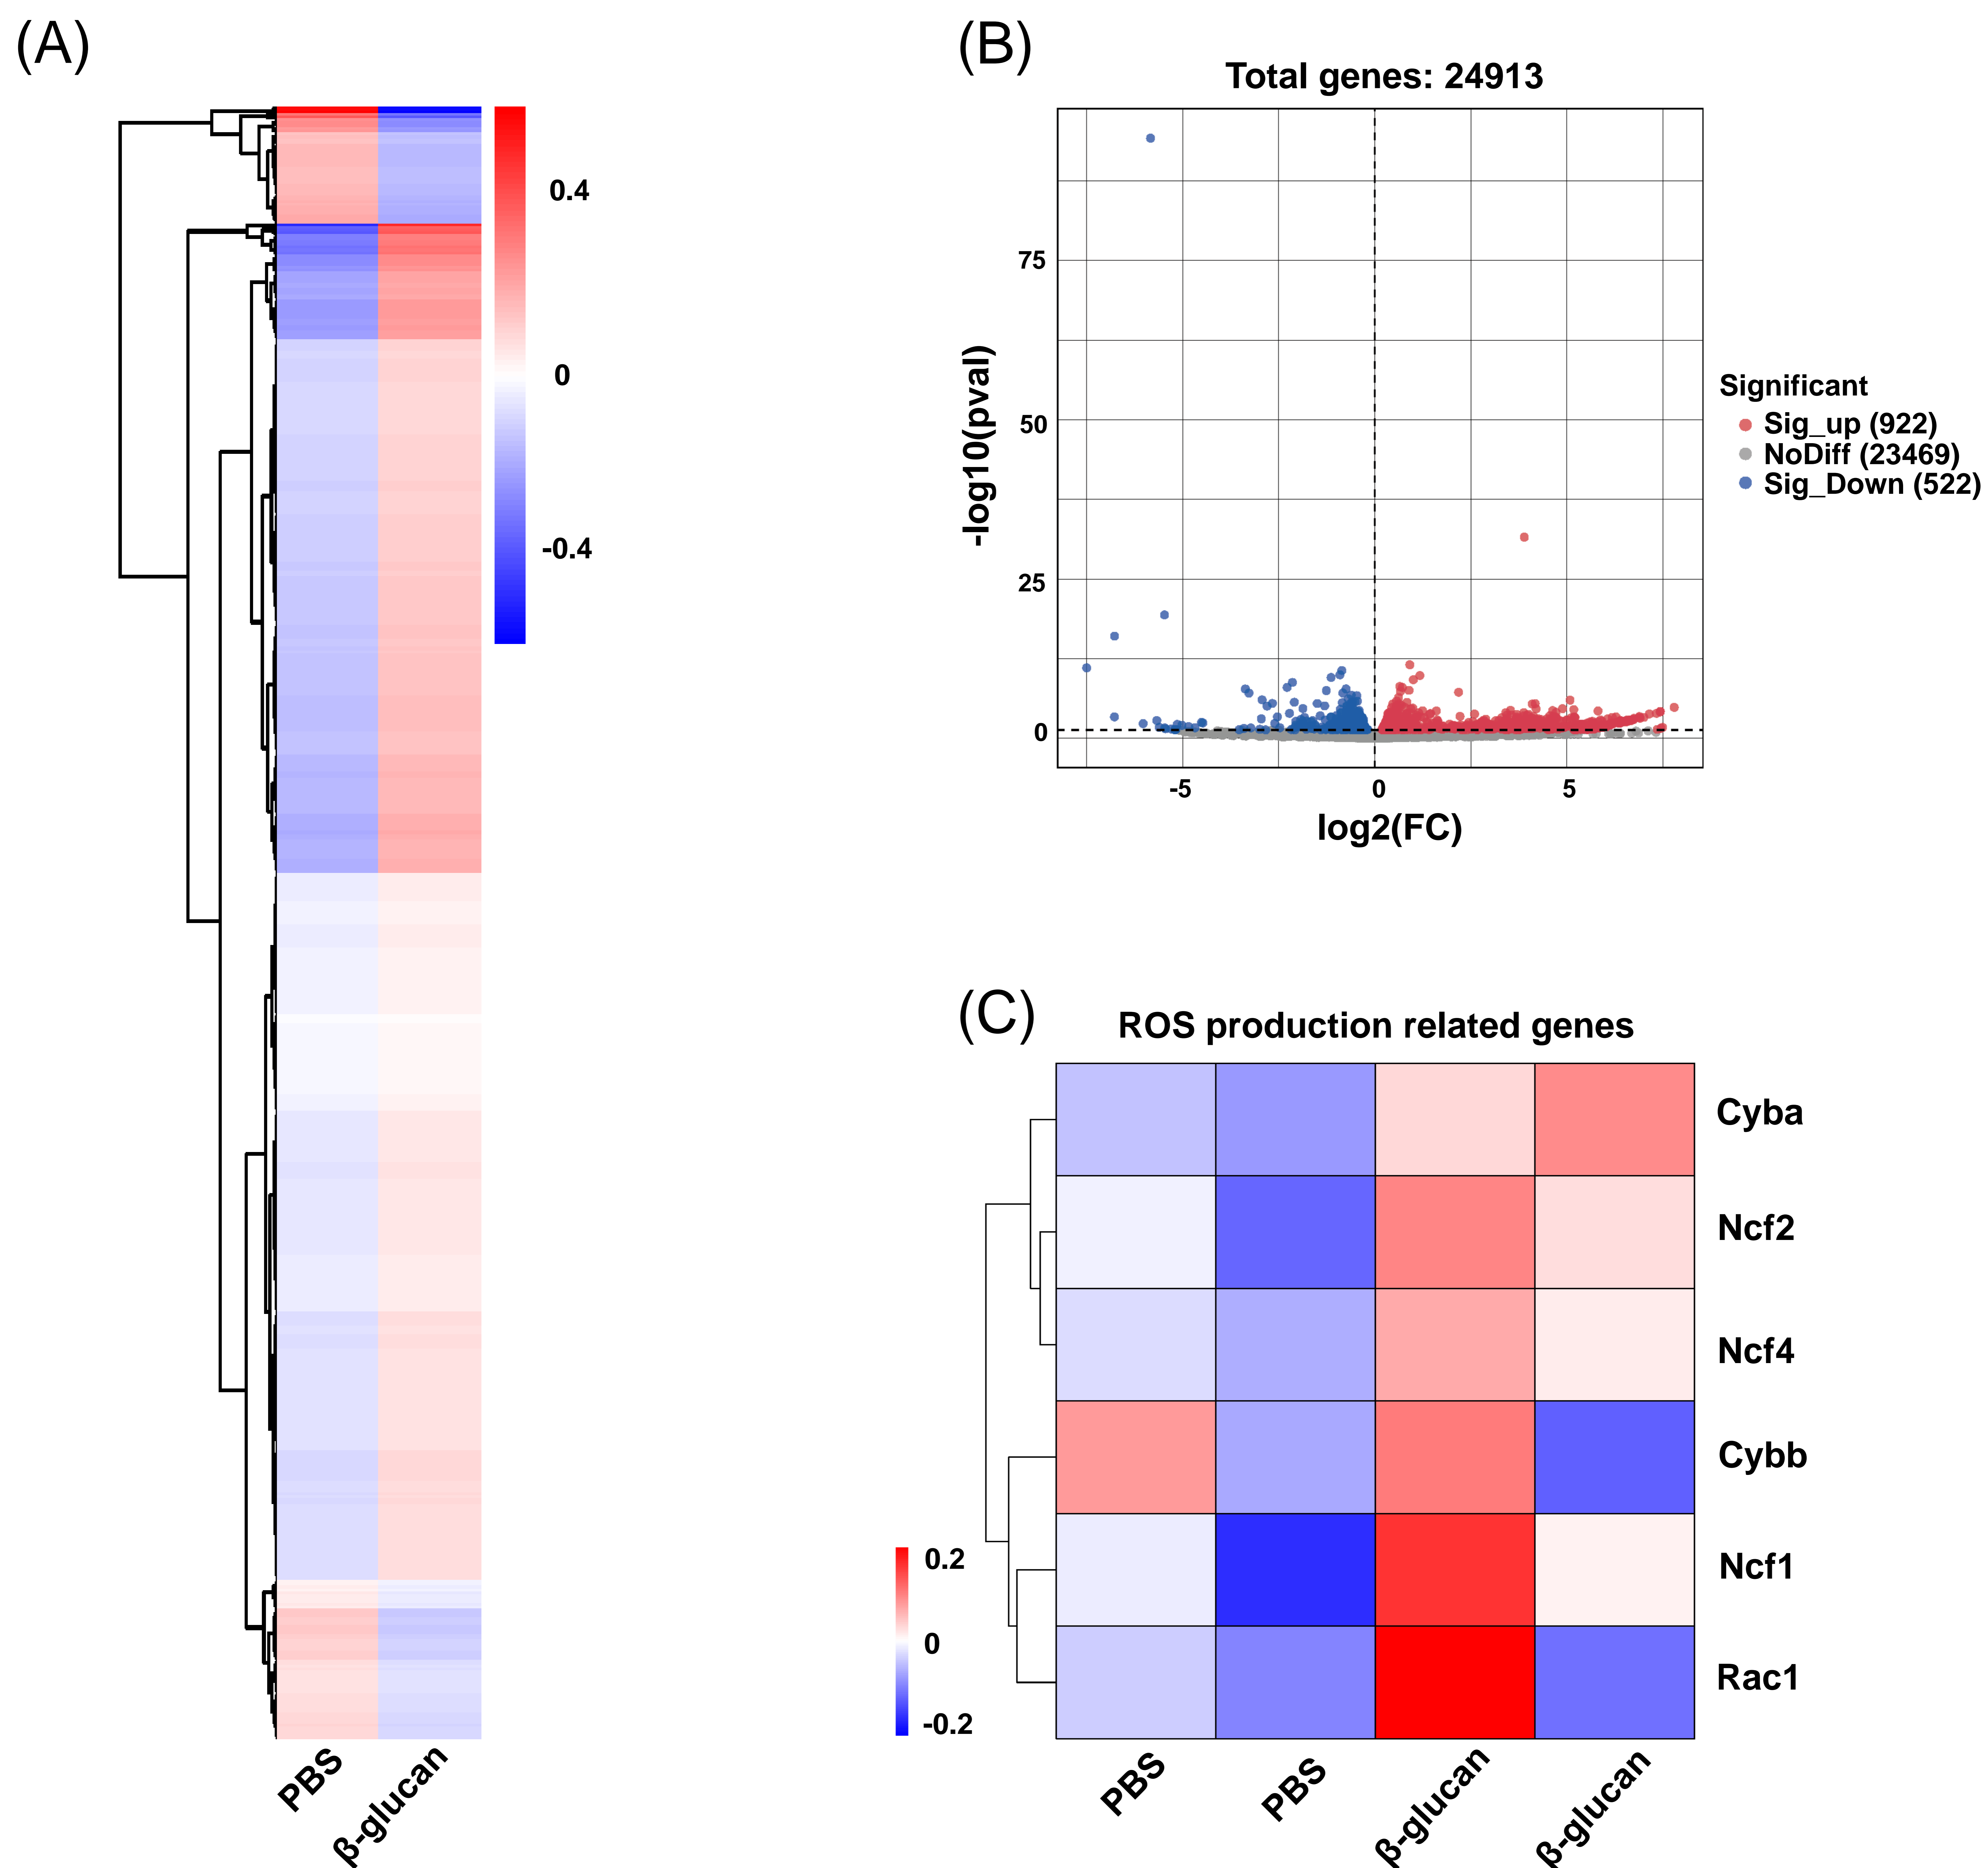 (A)
0.4
0
-0.4
PBS
β-glucan
(B)
Total genes: 24913
-log10(pval)
75
50
25
0
-5
0
5
log2(FC)
Significant
Sig_up (922)
NoDiff (23469)
Sig_Down (522)
(C)
ROS production related genes
Cyba
Ncf2
Ncf4
Cybb
Ncf1
Rac1
0.2
0
-0.2
PBS
PBS
β-glucan
β-glucan